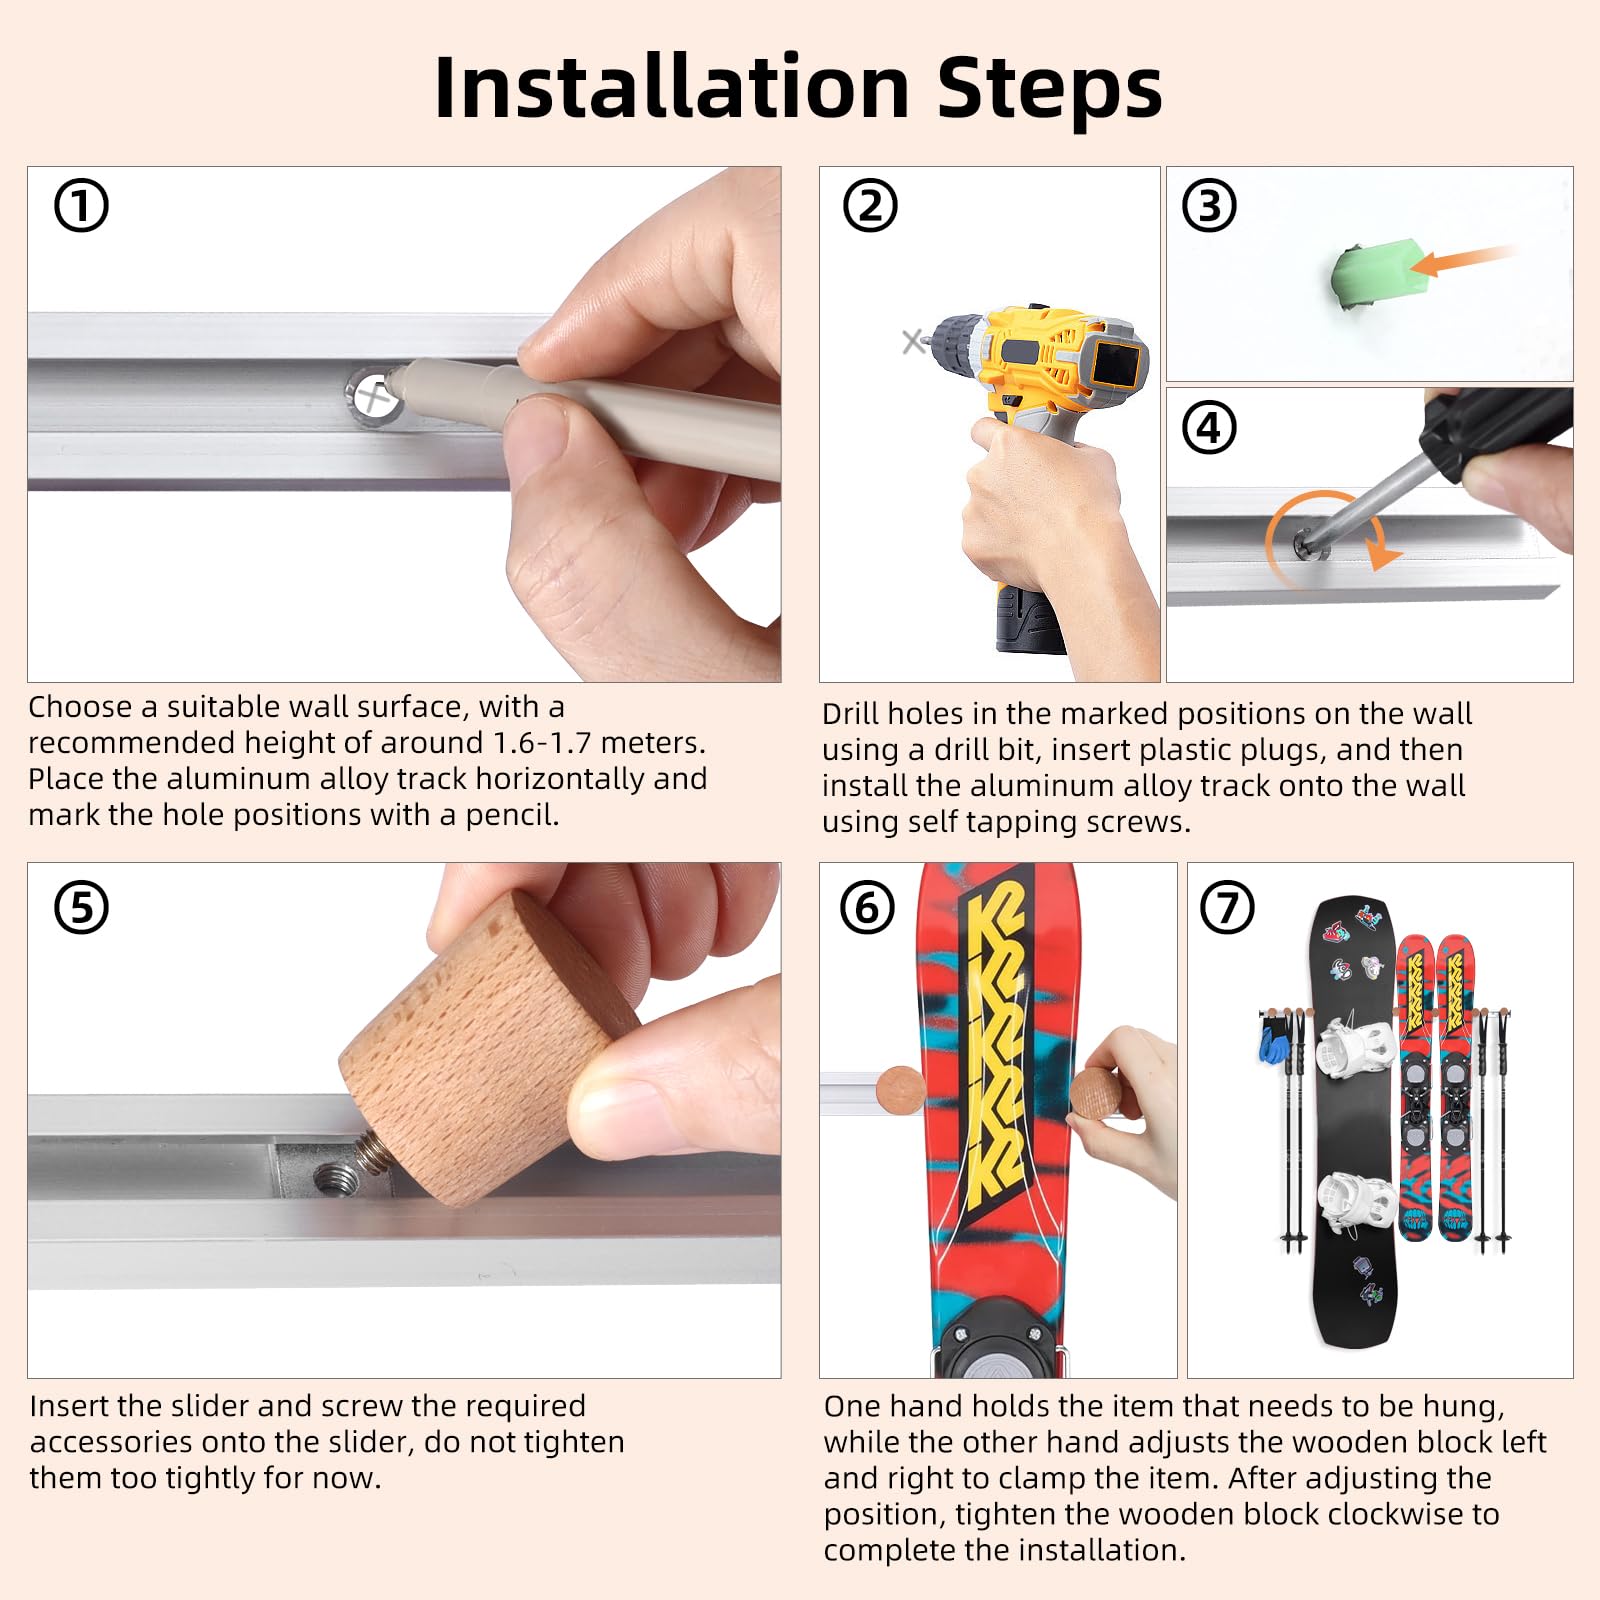 Installation Steps
①
②
③
④
Choose a suitable wall surface, with a
recommended height of around 1.6-1.7 meters.
Place the aluminum alloy track horizontally and
mark the hole positions with a pencil.
Drill holes in the marked positions on the wall
using a drill bit, insert plastic plugs, and then
install the aluminum alloy track onto the wall
using self tapping screws.
⑤
⑥
K2
K2
K2
K2
⑦
Insert the slider and screw the required
accessories onto the slider, do not tighten
them too tightly for now.
One hand holds the item that needs to be hung,
while the other hand adjusts the wooden block left
and right to clamp the item. After adjusting the
position, tighten the wooden block clockwise to
complete the installation.